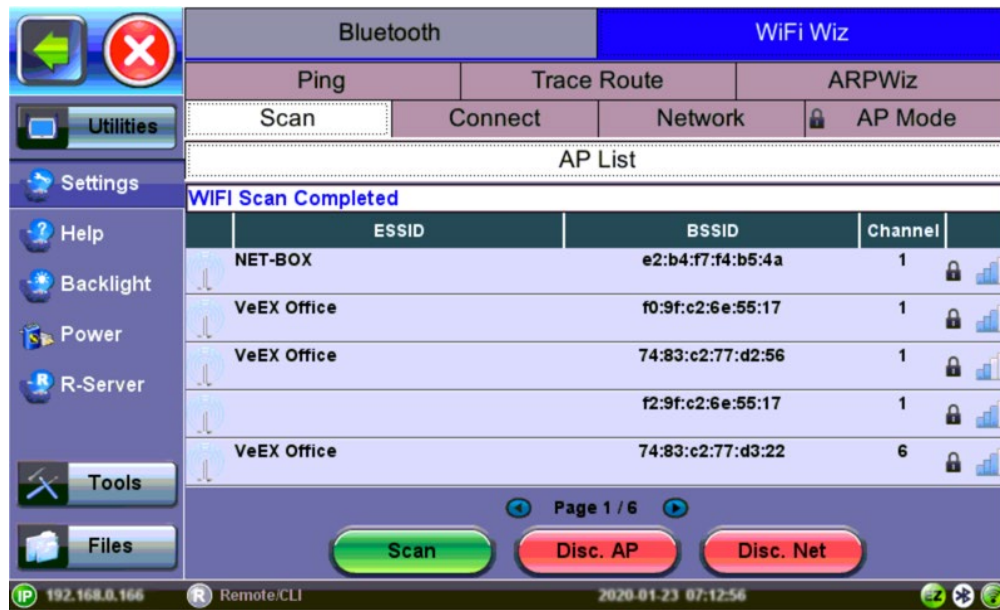 Bluetooth WiFi Wiz
Ping Trace Route ARPWiz
Utilities Scan Connect Network AP Mode
AP List
Settings
WIFI Scan Completed
ESSID BSSID Channel
Help
NET-BOX e2:b4:f7:f4:b5:4a 1
Backlight
VeEX Office f0:9f:c2:6e:55:17 1
Power
VeEX Office 74:83:c2:77:d2:56 1
R-Server
f2:9f:c2:6e:55:17 1
VeEX Office 74:83:c2:77:d3:22 6
Tools
Page 1 / 6
Files Scan Disc. AP Disc. Net
IP 192.168.0.166 R Remote/CLI 2020-01-23 07:12:56 eZ